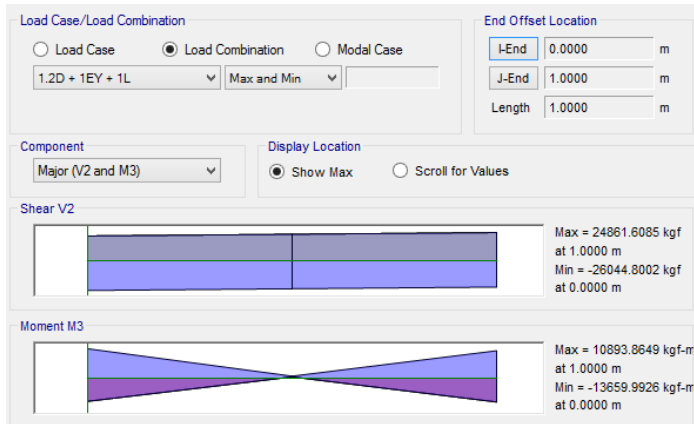 Load Case/Load Combination
Load Case
Load Combination
Modal Case
1.2D + 1EY + 1L
Max and Min
End Offset Location
I-End 0.0000 m
J-End 1.0000 m
Length 1.0000 m
Component
Major (V2 and M3)
Display Location
Show Max
Scroll for Values
Shear V2
Max = 24861.6085 kgf
at 1.0000 m
Min = -26044.8002 kgf
at 0.0000 m
Moment M3
Max = 10893.8649 kgf-m
at 1.0000 m
Min = -13659.9926 kgf-m
at 0.0000 m